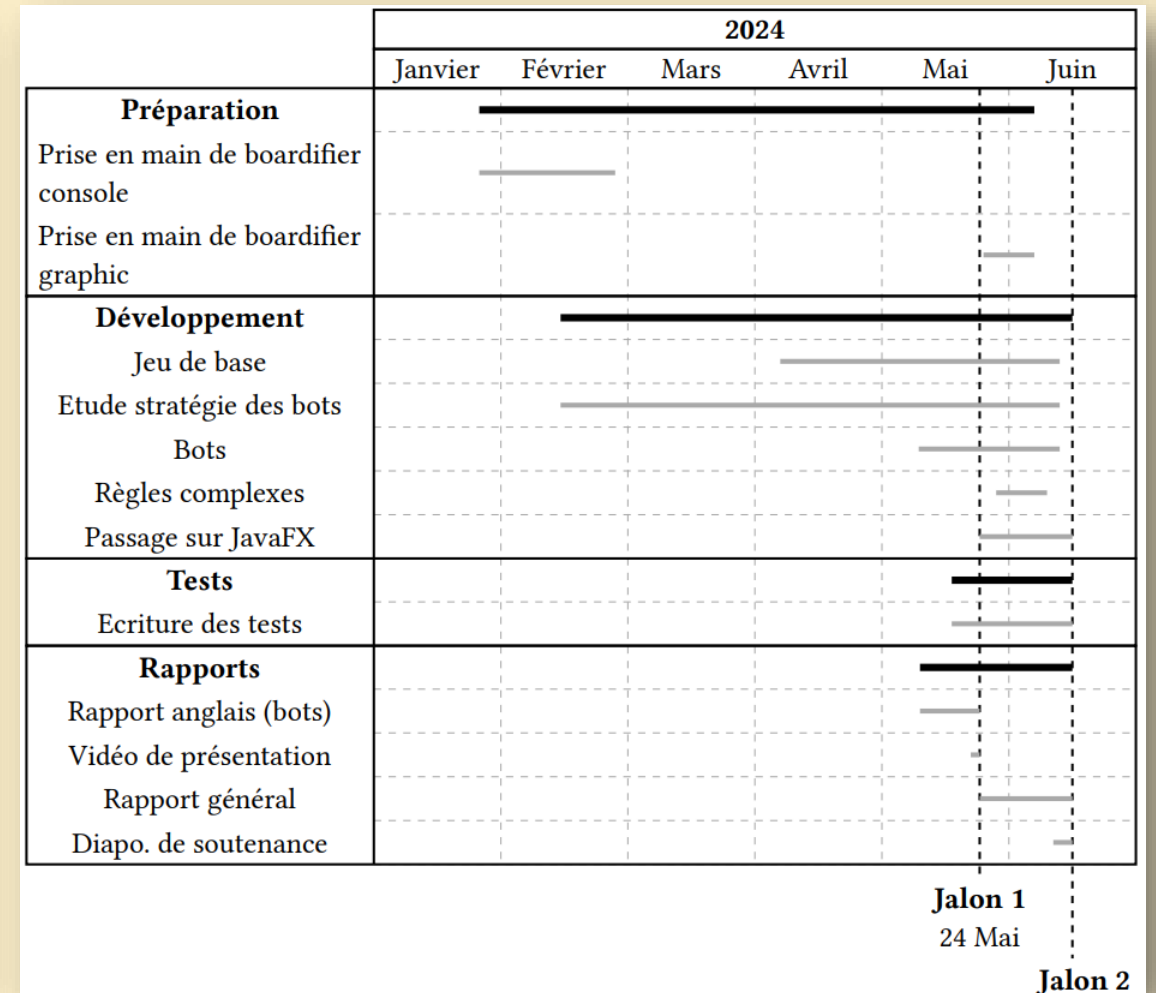 2024
Janvier Février Mars Avril Mai Juin
Préparation
Prise en main de boardifier
console
Prise en main de boardifier
graphic
Développement
Jeu de base
Etude stratégie des bots
Bots
Règles complexes
Passage sur JavaFX
Tests
Ecriture des tests
Rapports
Rapport anglais (bots)
Vidéo de présentation
Rapport général
Diapo. de soutenance
Jalon 1
24 Mai
Jalon 2